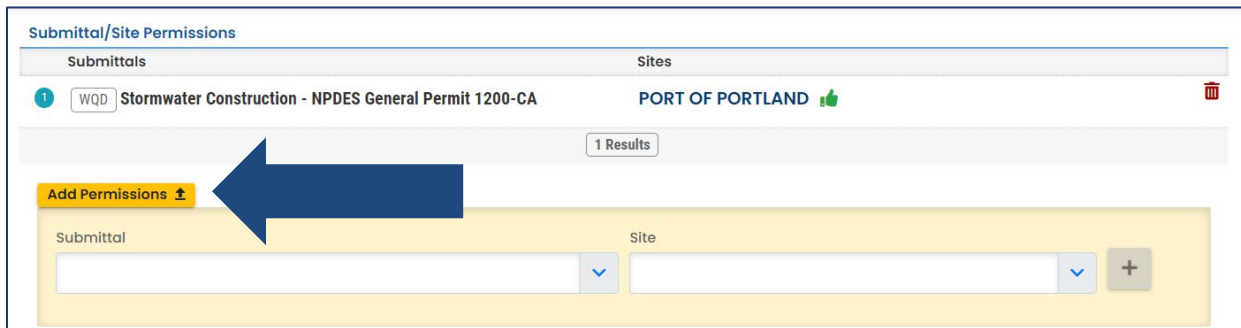 Submittal/Site Permissions
Submittals Sites
1 WQD Stormwater Construction - NPDES General Permit 1200-CA PORT OF PORTLAND
1 Results
Add Permissions
Submittal Site